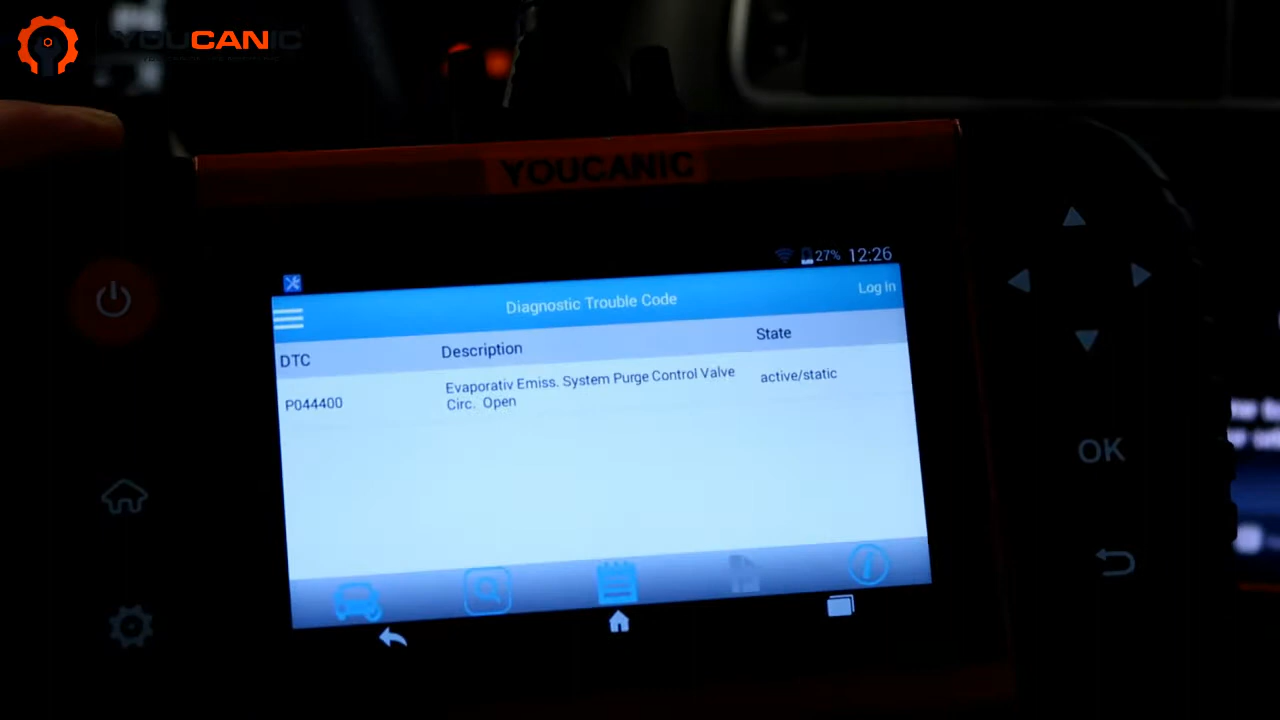 YOUCANIC
YOUCANIC
27% 12:26
Diagnostic Trouble Code
Log In
DTC
Description
State
P044400
Evaporativ Emiss. System Purge Control Valve
Circ. Open
active/static
OK